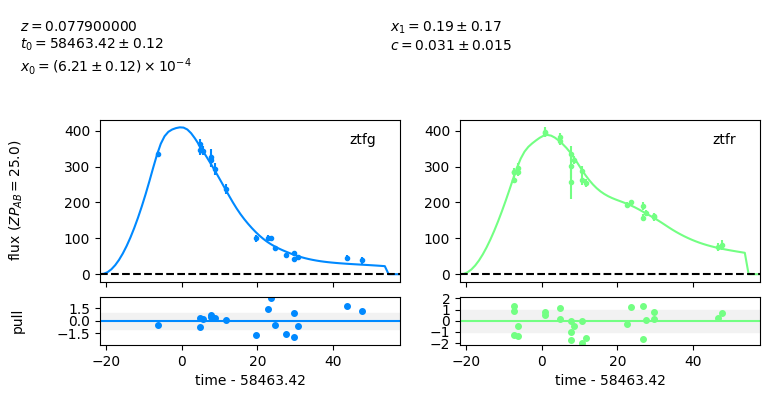 z = 0.077900000
t₀ = 58463.42 ± 0.12
x₀ = (6.21 ± 0.12) × 10⁻⁴
x₁ = 0.19 ± 0.17
c = 0.031 ± 0.015
flux (ZP_AB = 25.0)
400
300
200
100
0
ztfg
400
300
200
100
0
ztfr
pull
1.5
0.0
−1.5
2
1
0
−1
−2
−20 0 20 40
−20 0 20 40
time - 58463.42
time - 58463.42